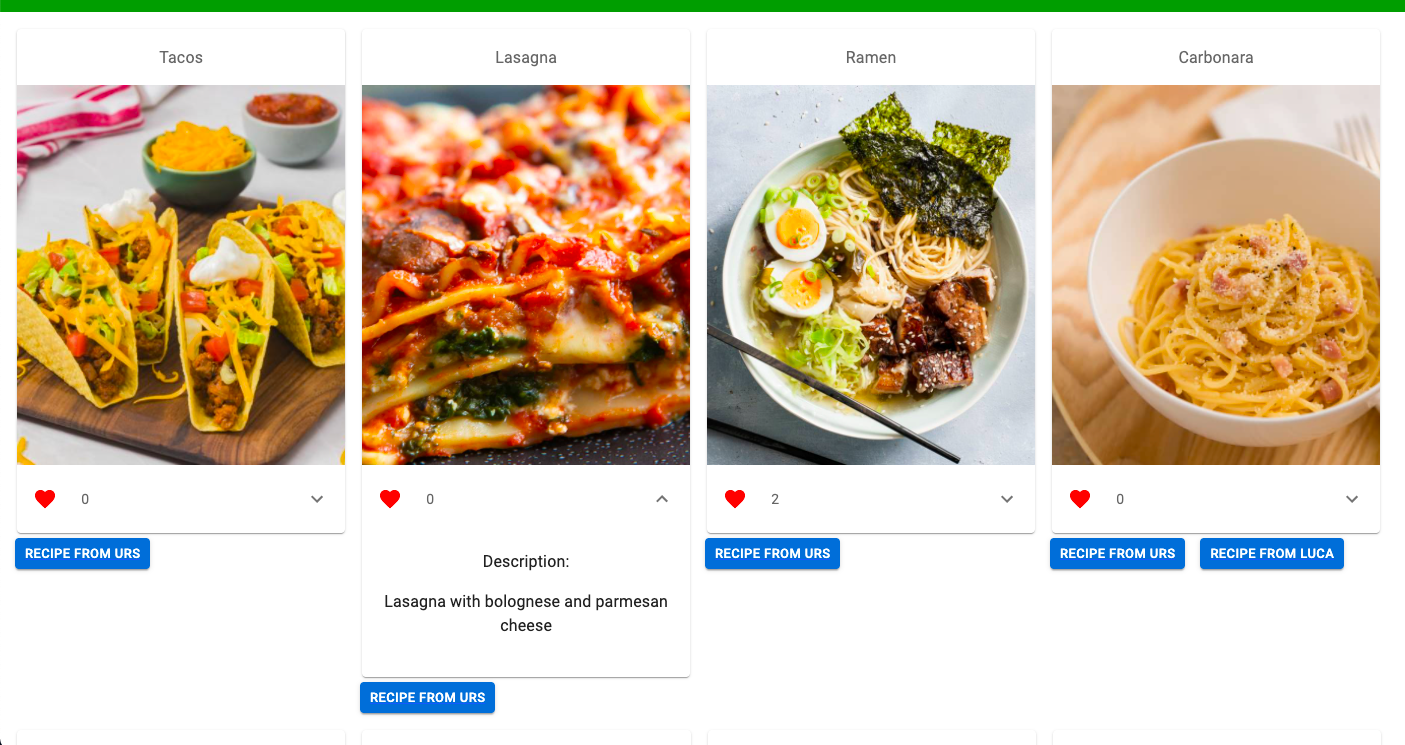 Tacos
Lasagna
Ramen
Carbonara
0
0
2
0
RECIPE FROM URS
Description:
Lasagna with bolognese and parmesan
cheese
RECIPE FROM URS
RECIPE FROM URS
RECIPE FROM URS
RECIPE FROM LUCA